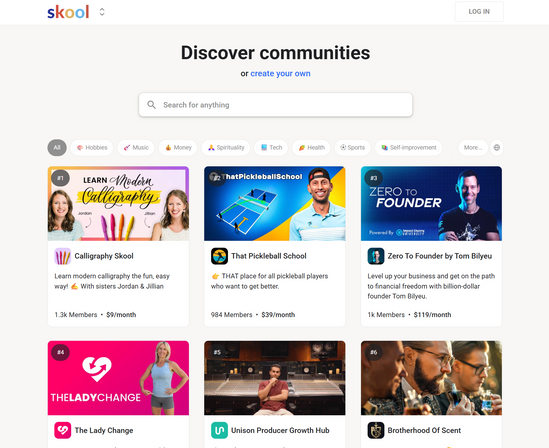 skool
LOG IN
Discover communities
or create your own
Search for anything
All
Hobbies
Music
Money
Spirituality
Tech
Health
Sports
Self-improvement
More...
#1
LEARN Modern
Calligraphy
Jordan
Jillian
#2
ThatPickleballSchool
#3
ZERO TO
FOUNDER
Powered By
Calligraphy Skool
That Pickleball School
Zero To Founder by Tom Bilyeu
Learn modern calligraphy the fun, easy
way! ✍️ With sisters Jordan & Jillian
👉 THAT place for all pickleball players
who want to get better.
Level up your business and get on the path
to financial freedom with billion-dollar
founder Tom Bilyeu.
1.3k Members • $9/month
984 Members • $39/month
1k Members • $119/month
#4
THELADYCHANGE
#5
#6
The Lady Change
Unison Producer Growth Hub
Brotherhood Of Scent